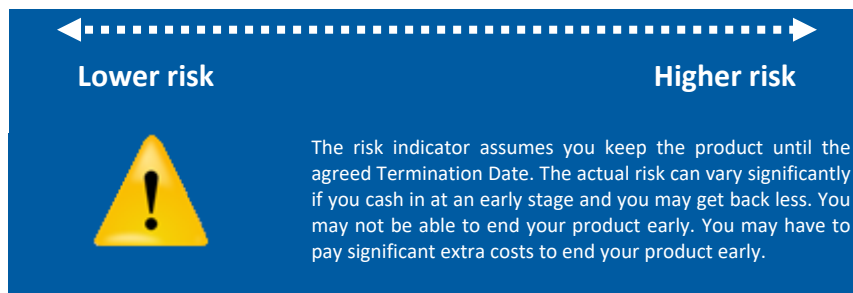 Lower risk
Higher risk
The risk indicator assumes you keep the product until the
agreed Termination Date. The actual risk can vary significantly
if you cash in at an early stage and you may get back less. You
may not be able to end your product early. You may have to
pay significant extra costs to end your product early.